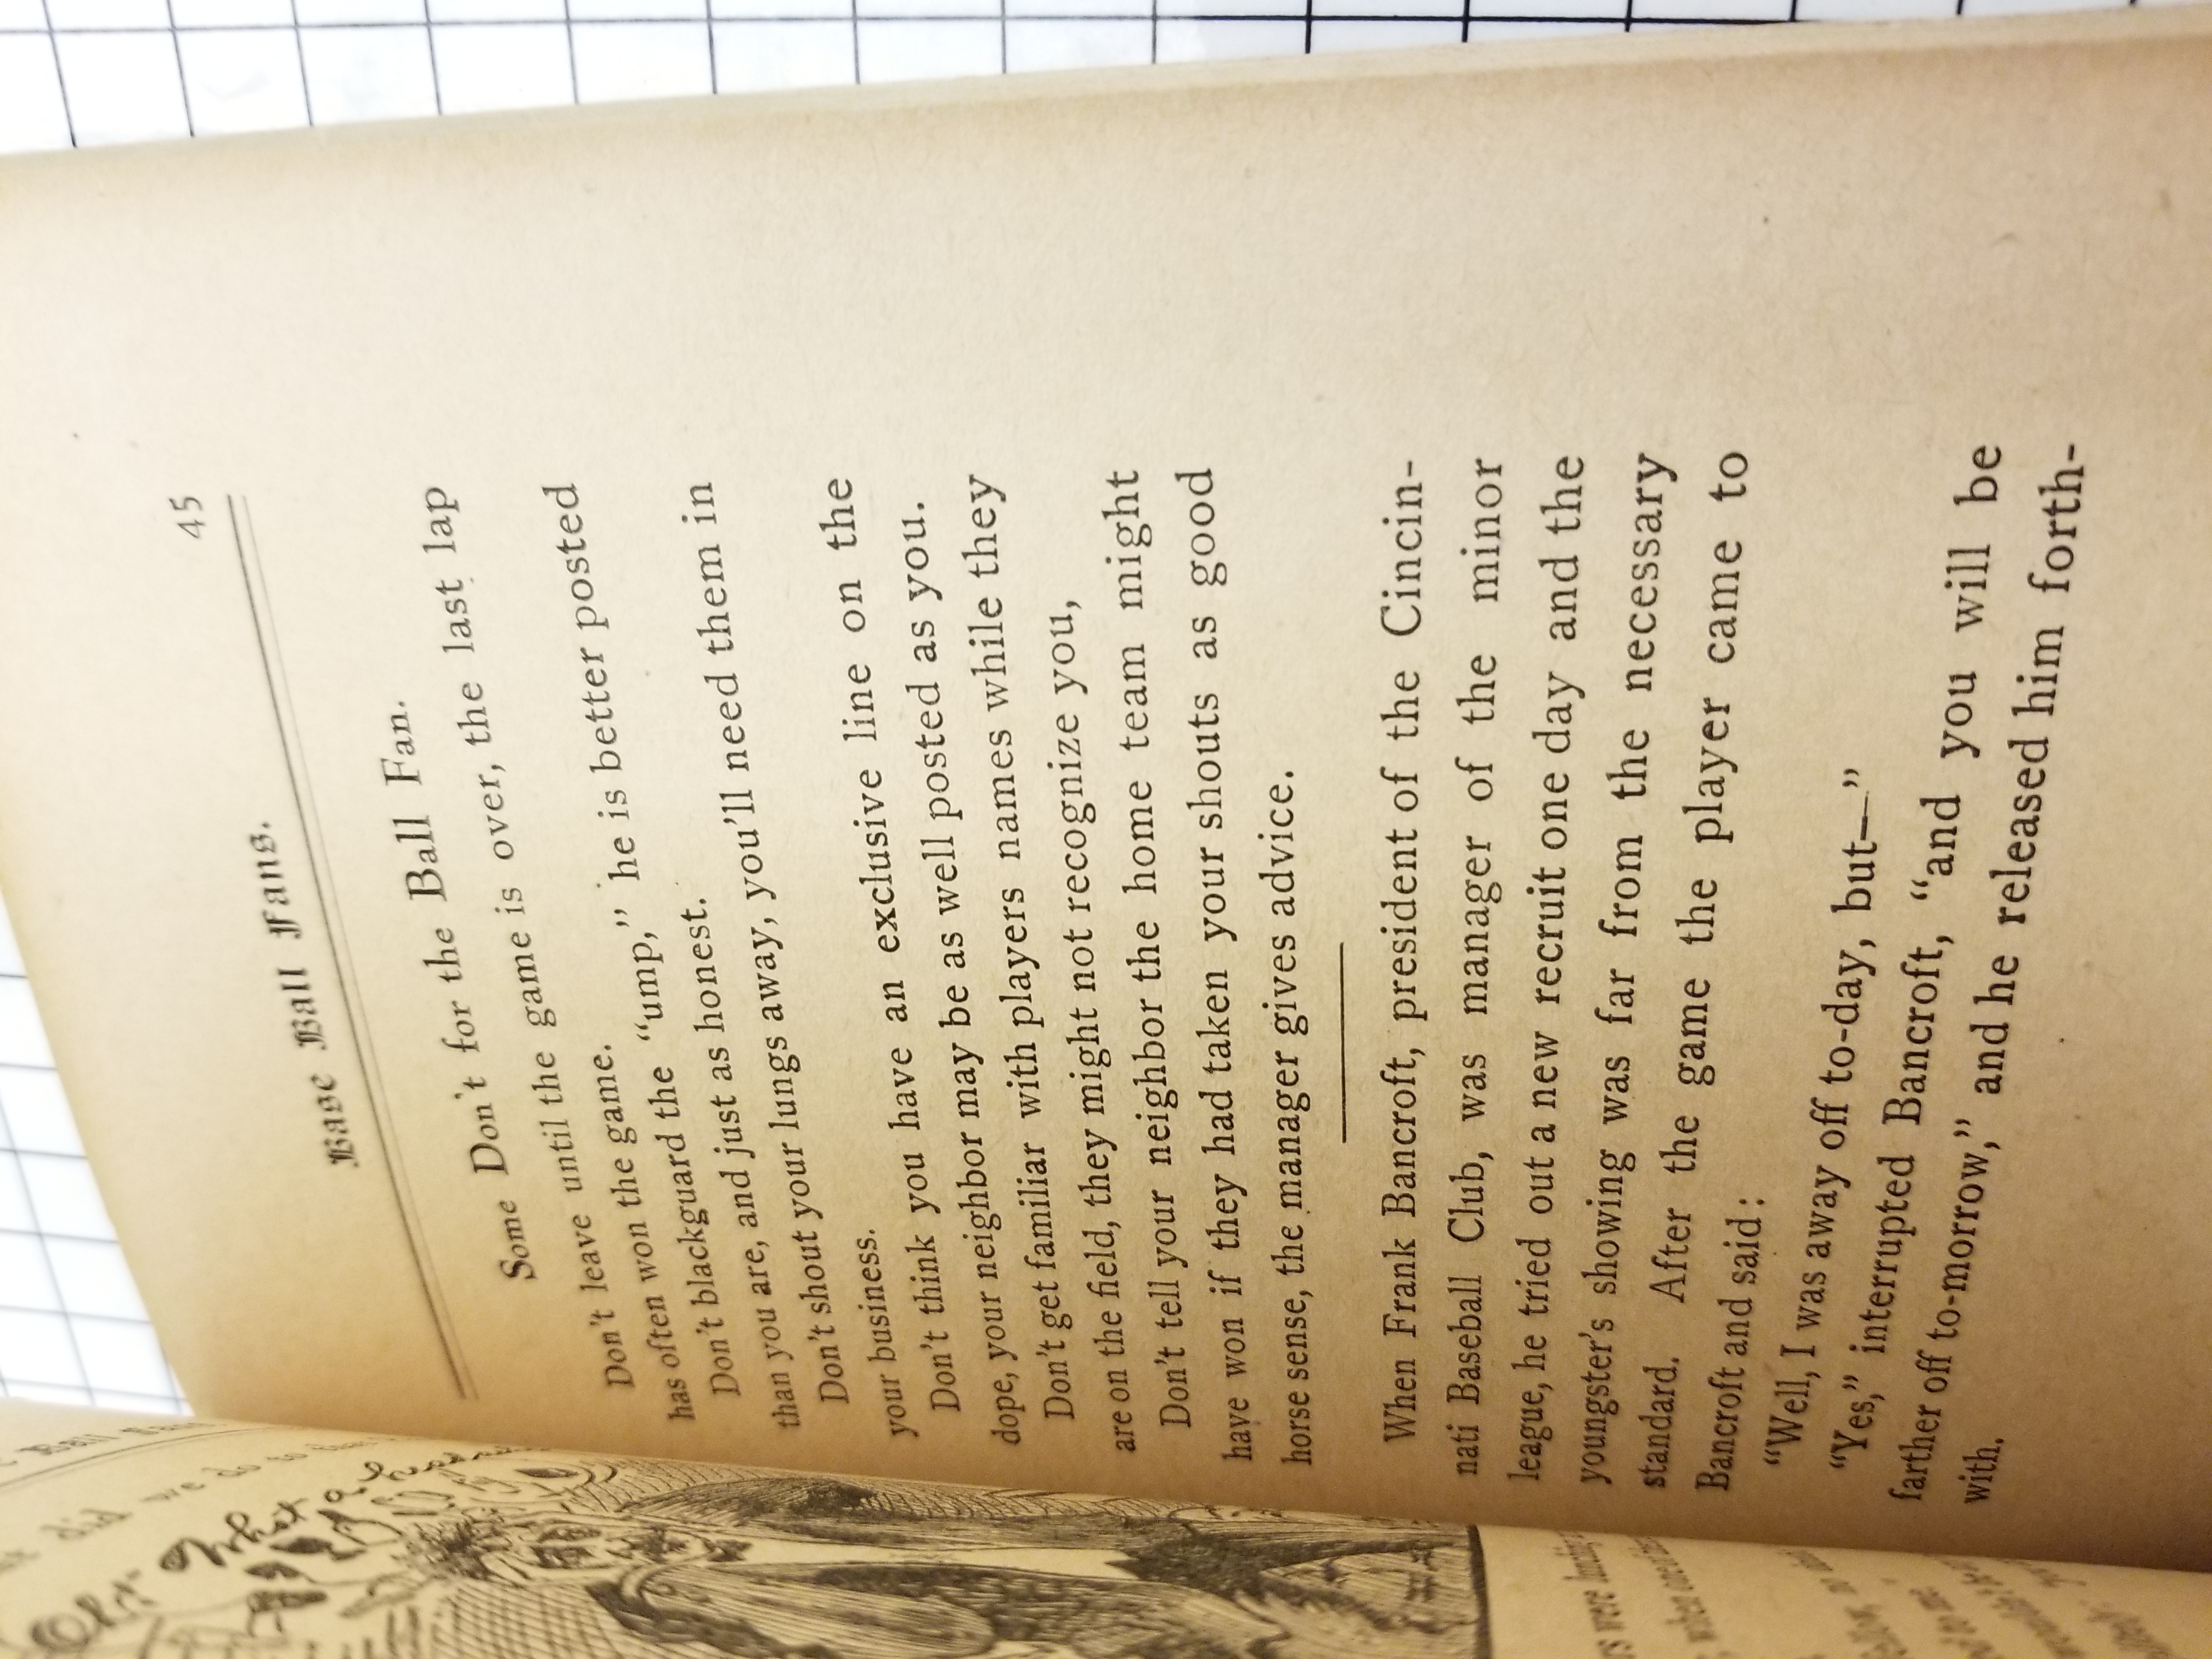 45
Base Ball Fans.
Some Don't for the Ball Fan.
Don't leave until the game is over, the last lap
has often won the game.
Don't blackguard the “ump,” he is better posted
than you are, and just as honest.
Don't shout your lungs away, you'll need them in
your business.
Don't think you have an exclusive line on the
dope, your neighbor may be as well posted as you.
Don't get familiar with players names while they
are on the field, they might not recognize you,
Don't tell your neighbor the home team might
have won if they had taken your shouts as good
horse sense, the manager gives advice.
When Frank Bancroft, president of the Cincin-
nati Baseball Club, was manager of the minor
league, he tried out a new recruit one day and the
youngster's showing was far from the necessary
standard. After the game the player came to
Bancroft and said:
“Well, I was away off to-day, but—”
“Yes,” interrupted Bancroft, “and you will be
farther off to-morrow,” and he released him forth-
with.